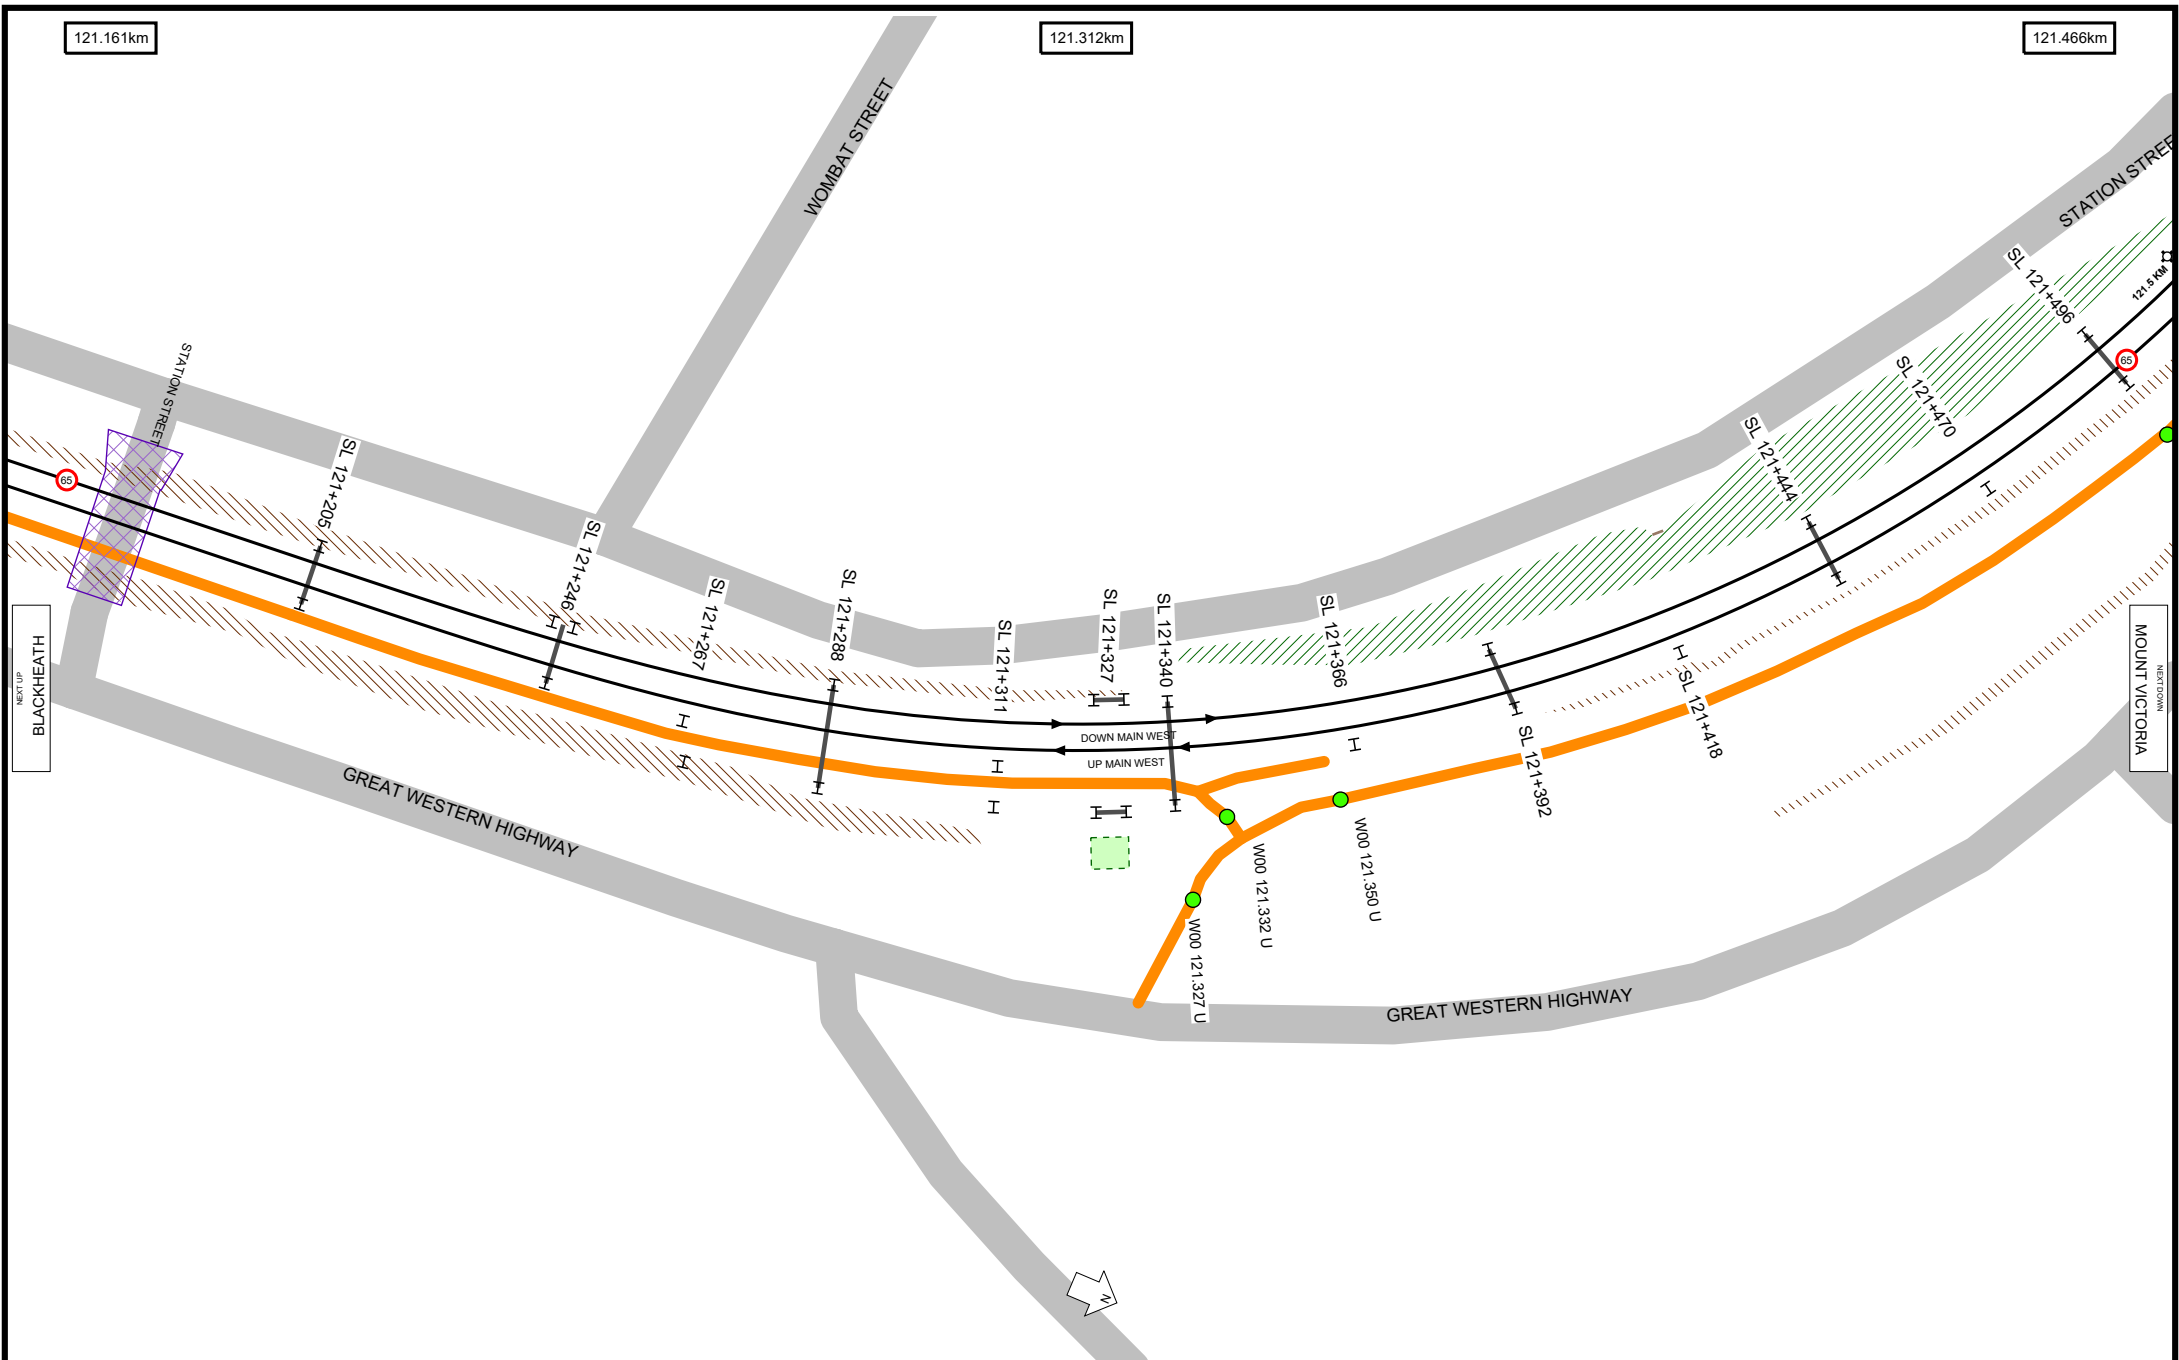 121.161km
121.312km
121.466km
WOMBAT STREET
STATION STREE
121.5 KM
SL 121+496
65
SL 121+470
STATION STREET
SL 121+444
65
SL 121+205
SL 121+246
SL 121+267
SL 121+288
SL 121+311
SL 121+327
SL 121+340
SL 121+366
SL 121+392
SL 121+418
DOWN MAIN WEST
UP MAIN WEST
NEXT UP
BLACKHEATH
MOUNT VICTORIA
NEXT DOWN
GREAT WESTERN HIGHWAY
W00 121.350 U
W00 121.332 U
W00 121.327 U
GREAT WESTERN HIGHWAY
N